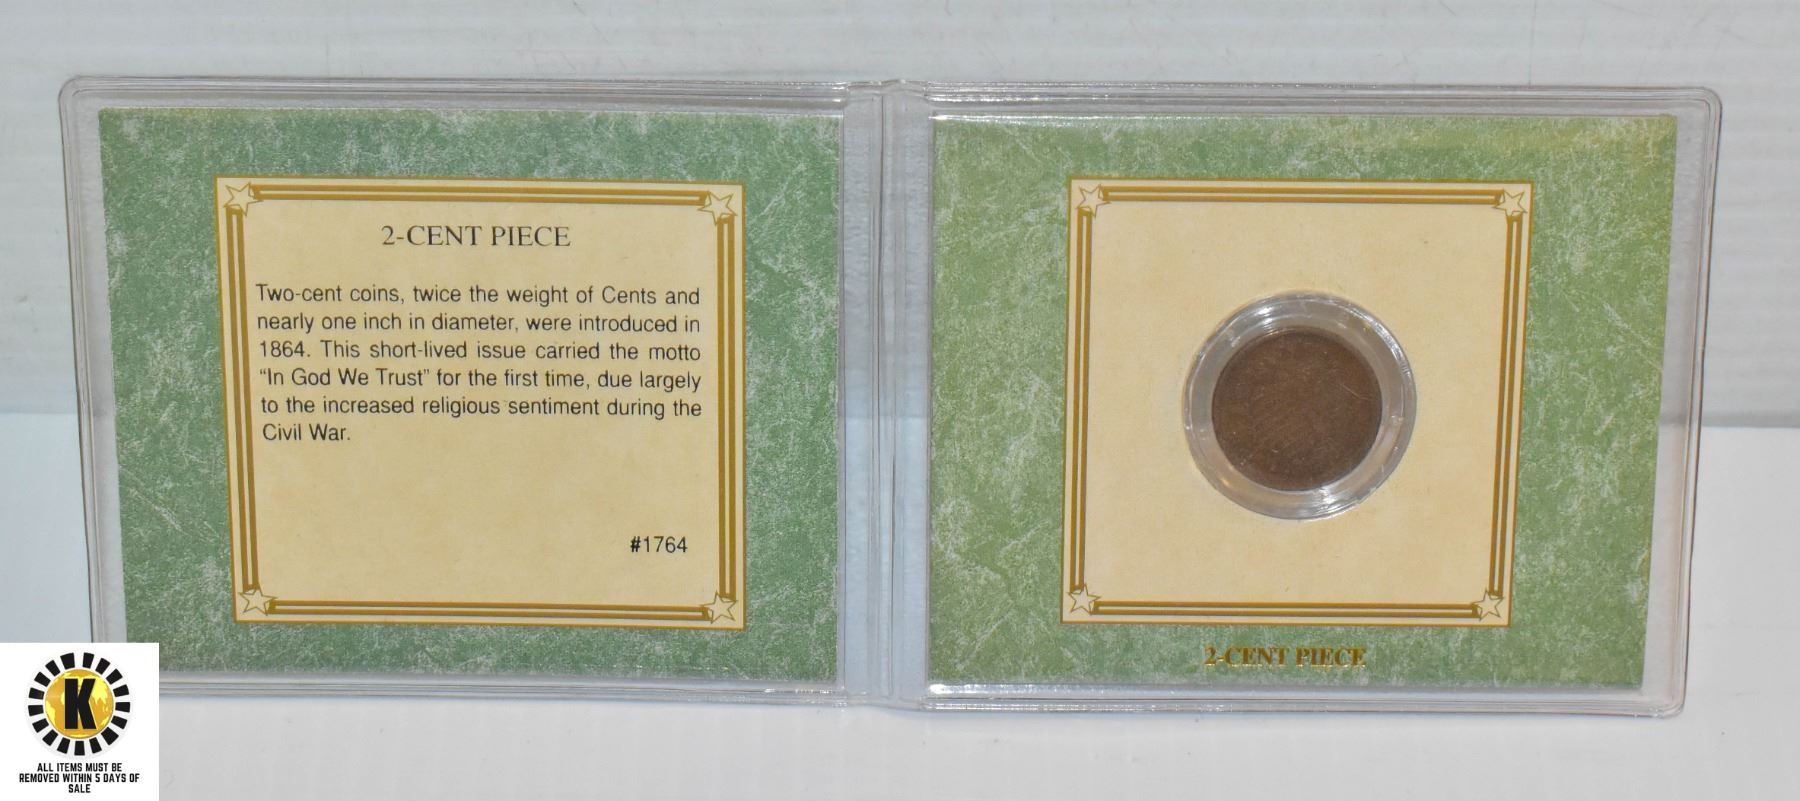 2-CENT PIECE
Two-cent coins, twice the weight of Cents and
nearly one inch in diameter, were introduced in
1864. This short-lived issue carried the motto
“In God We Trust” for the first time, due largely
to the increased religious sentiment during the
Civil War.
#1764
2-CENT PIECE
K
ALL ITEMS MUST BE
REMOVED WITHIN 5 DAYS OF
SALE